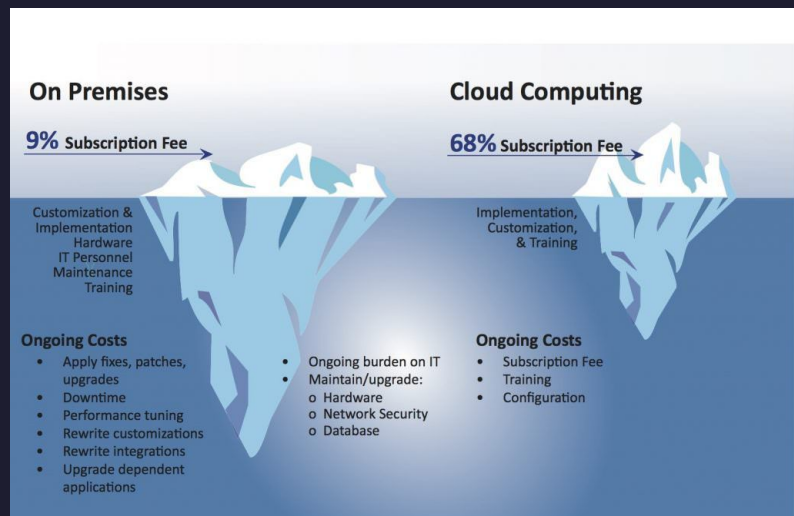 On Premises
9% Subscription Fee
Customization &
Implementation
Hardware
IT Personnel
Maintenance
Training
Ongoing Costs
• Apply fixes, patches,
upgrades
• Downtime
• Performance tuning
• Rewrite customizations
• Rewrite integrations
• Upgrade dependent
applications
• Ongoing burden on IT
• Maintain/upgrade:
o Hardware
o Network Security
o Database
Cloud Computing
68% Subscription Fee
Implementation,
Customization,
& Training
Ongoing Costs
• Subscription Fee
• Training
• Configuration